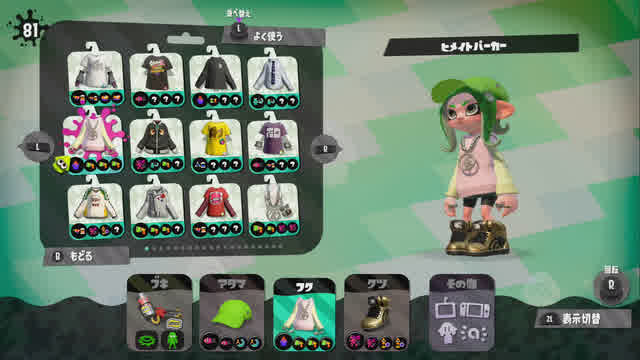 81
並べ替え
L
よく使う
ヒメイトパーカー
L
R
B もどる
ブキ
アタマ
フク
クツ
その他
回転
R
ZL 表示切替